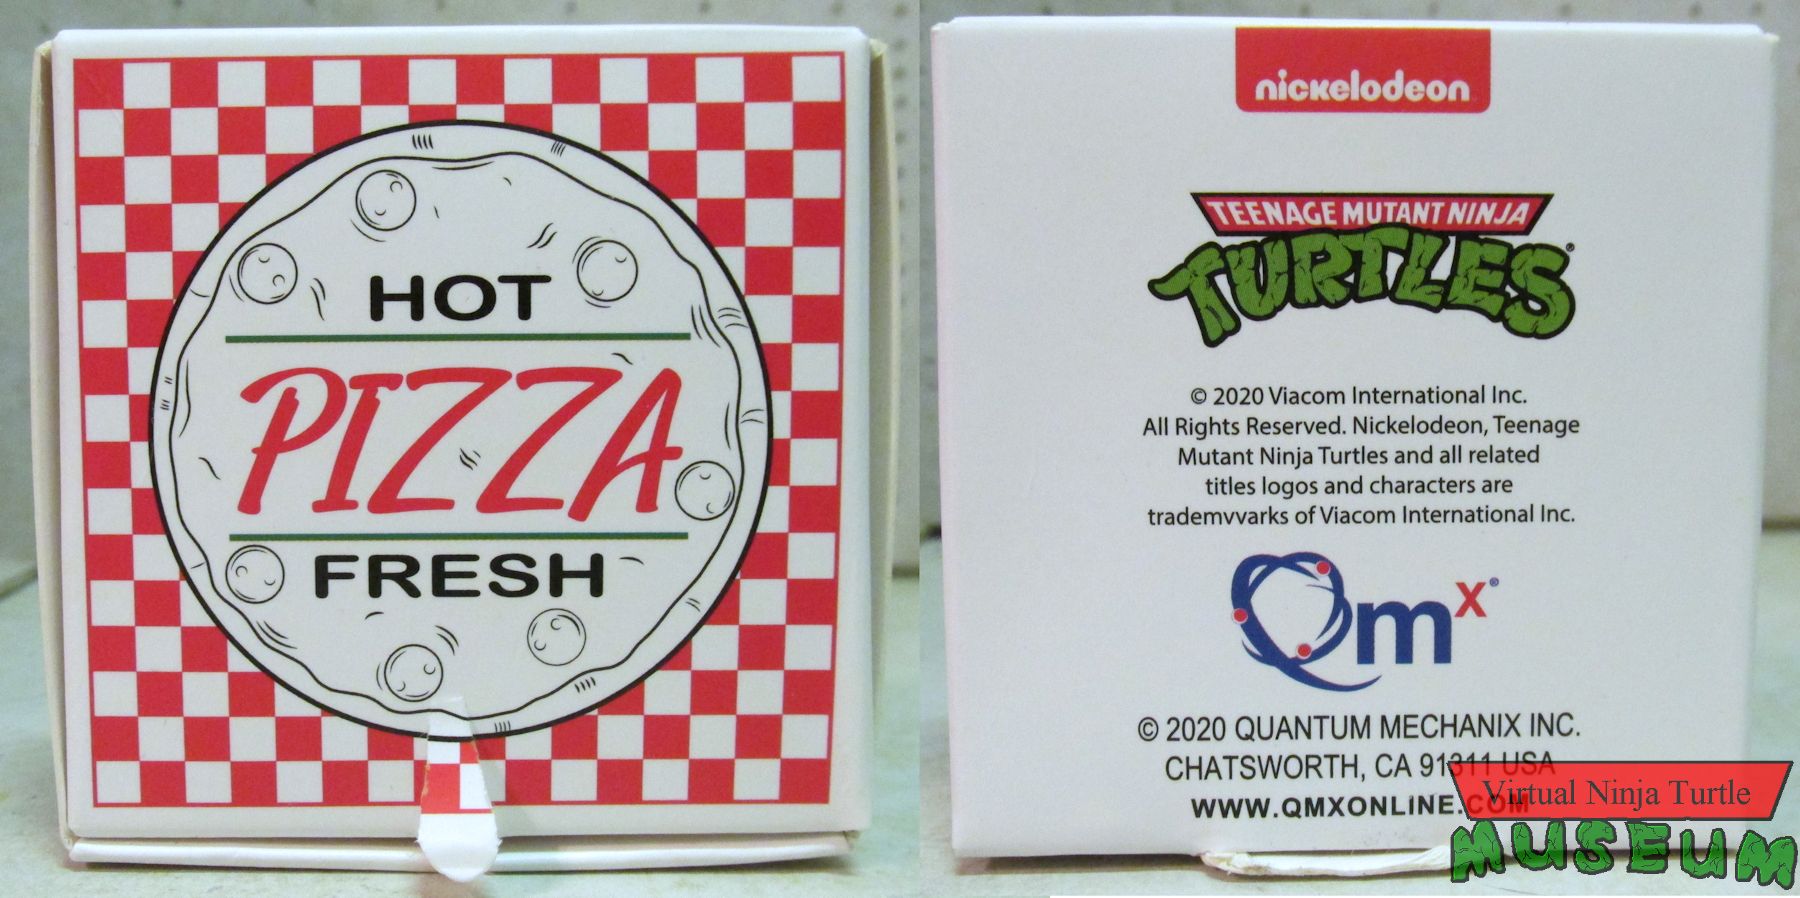 HOT
PIZZA
FRESH
nickelodeon
TEENAGE MUTANT NINJA
TURTLES®
© 2020 Viacom International Inc.
All Rights Reserved. Nickelodeon, Teenage
Mutant Ninja Turtles and all related
titles logos and characters are
trademvvarks of Viacom International Inc.
Qmx®
© 2020 QUANTUM MECHANIX INC.
CHATSWORTH, CA 91311 USA
WWW.QMXONLINE.COM
Virtual Ninja Turtle
MUSEUM